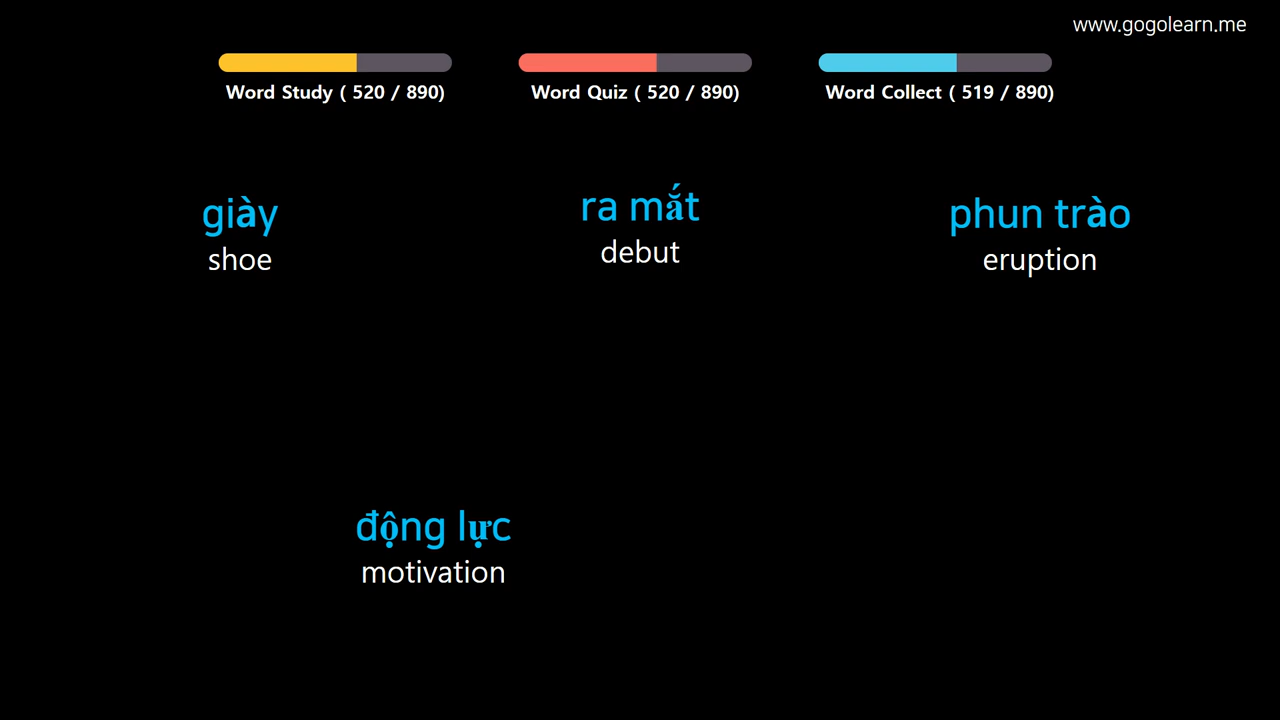 www.gogolearn.me
Word Study ( 520 / 890)
Word Quiz ( 520 / 890)
Word Collect ( 519 / 890)
giày
shoe
ra mắt
debut
phun trào
eruption
động lực
motivation